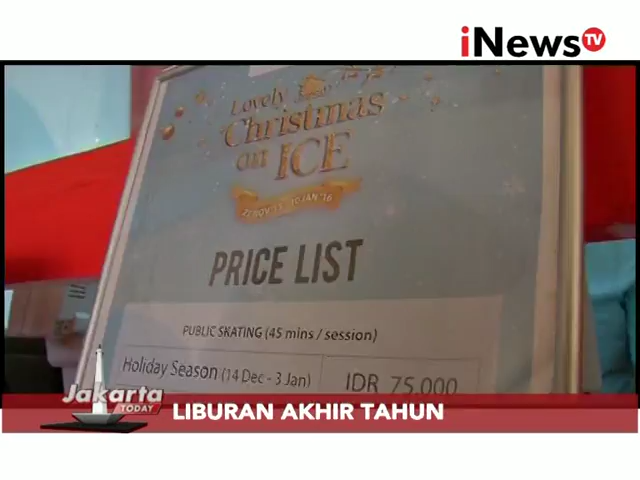 iNews TV
Lovely
Christmas
on ICE
PRICE LIST
PUBLIC SKATING (45 mins / session)
Holiday Season (14 Dec - 3 Jan) IDR 75.000
Jakarta
TODAY
LIBURAN AKHIR TAHUN